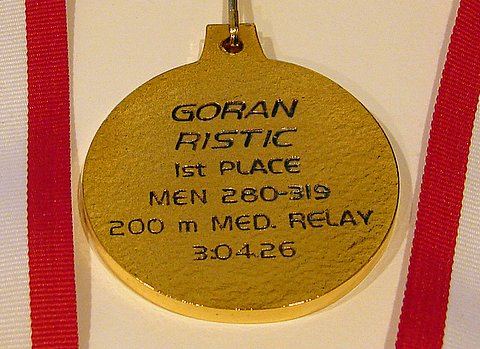 GORAN
RISTIC
1st PLACE
MEN 280-319
200 m MED. RELAY
3:04.26